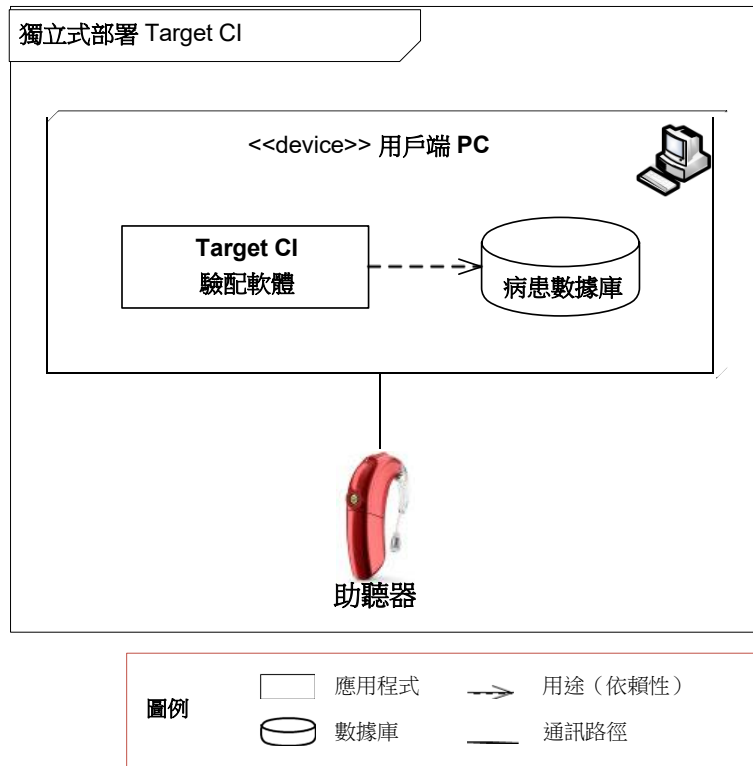 獨立式部署 Target CI
<<device>> 用戶端 PC
Target CI
驗配軟體
病患數據庫
助聽器
圖例
應用程式
用途（依賴性）
數據庫
通訊路徑